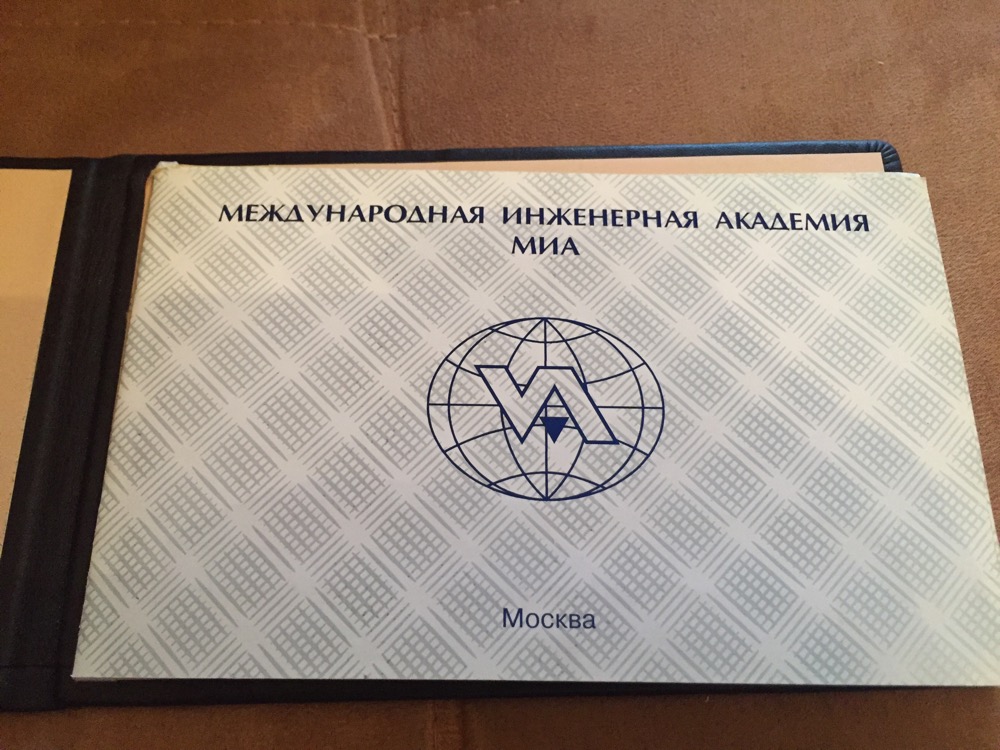 МЕЖДУНАРОДНАЯ ИНЖЕНЕРНАЯ АКАДЕМИЯ
МИА
Москва